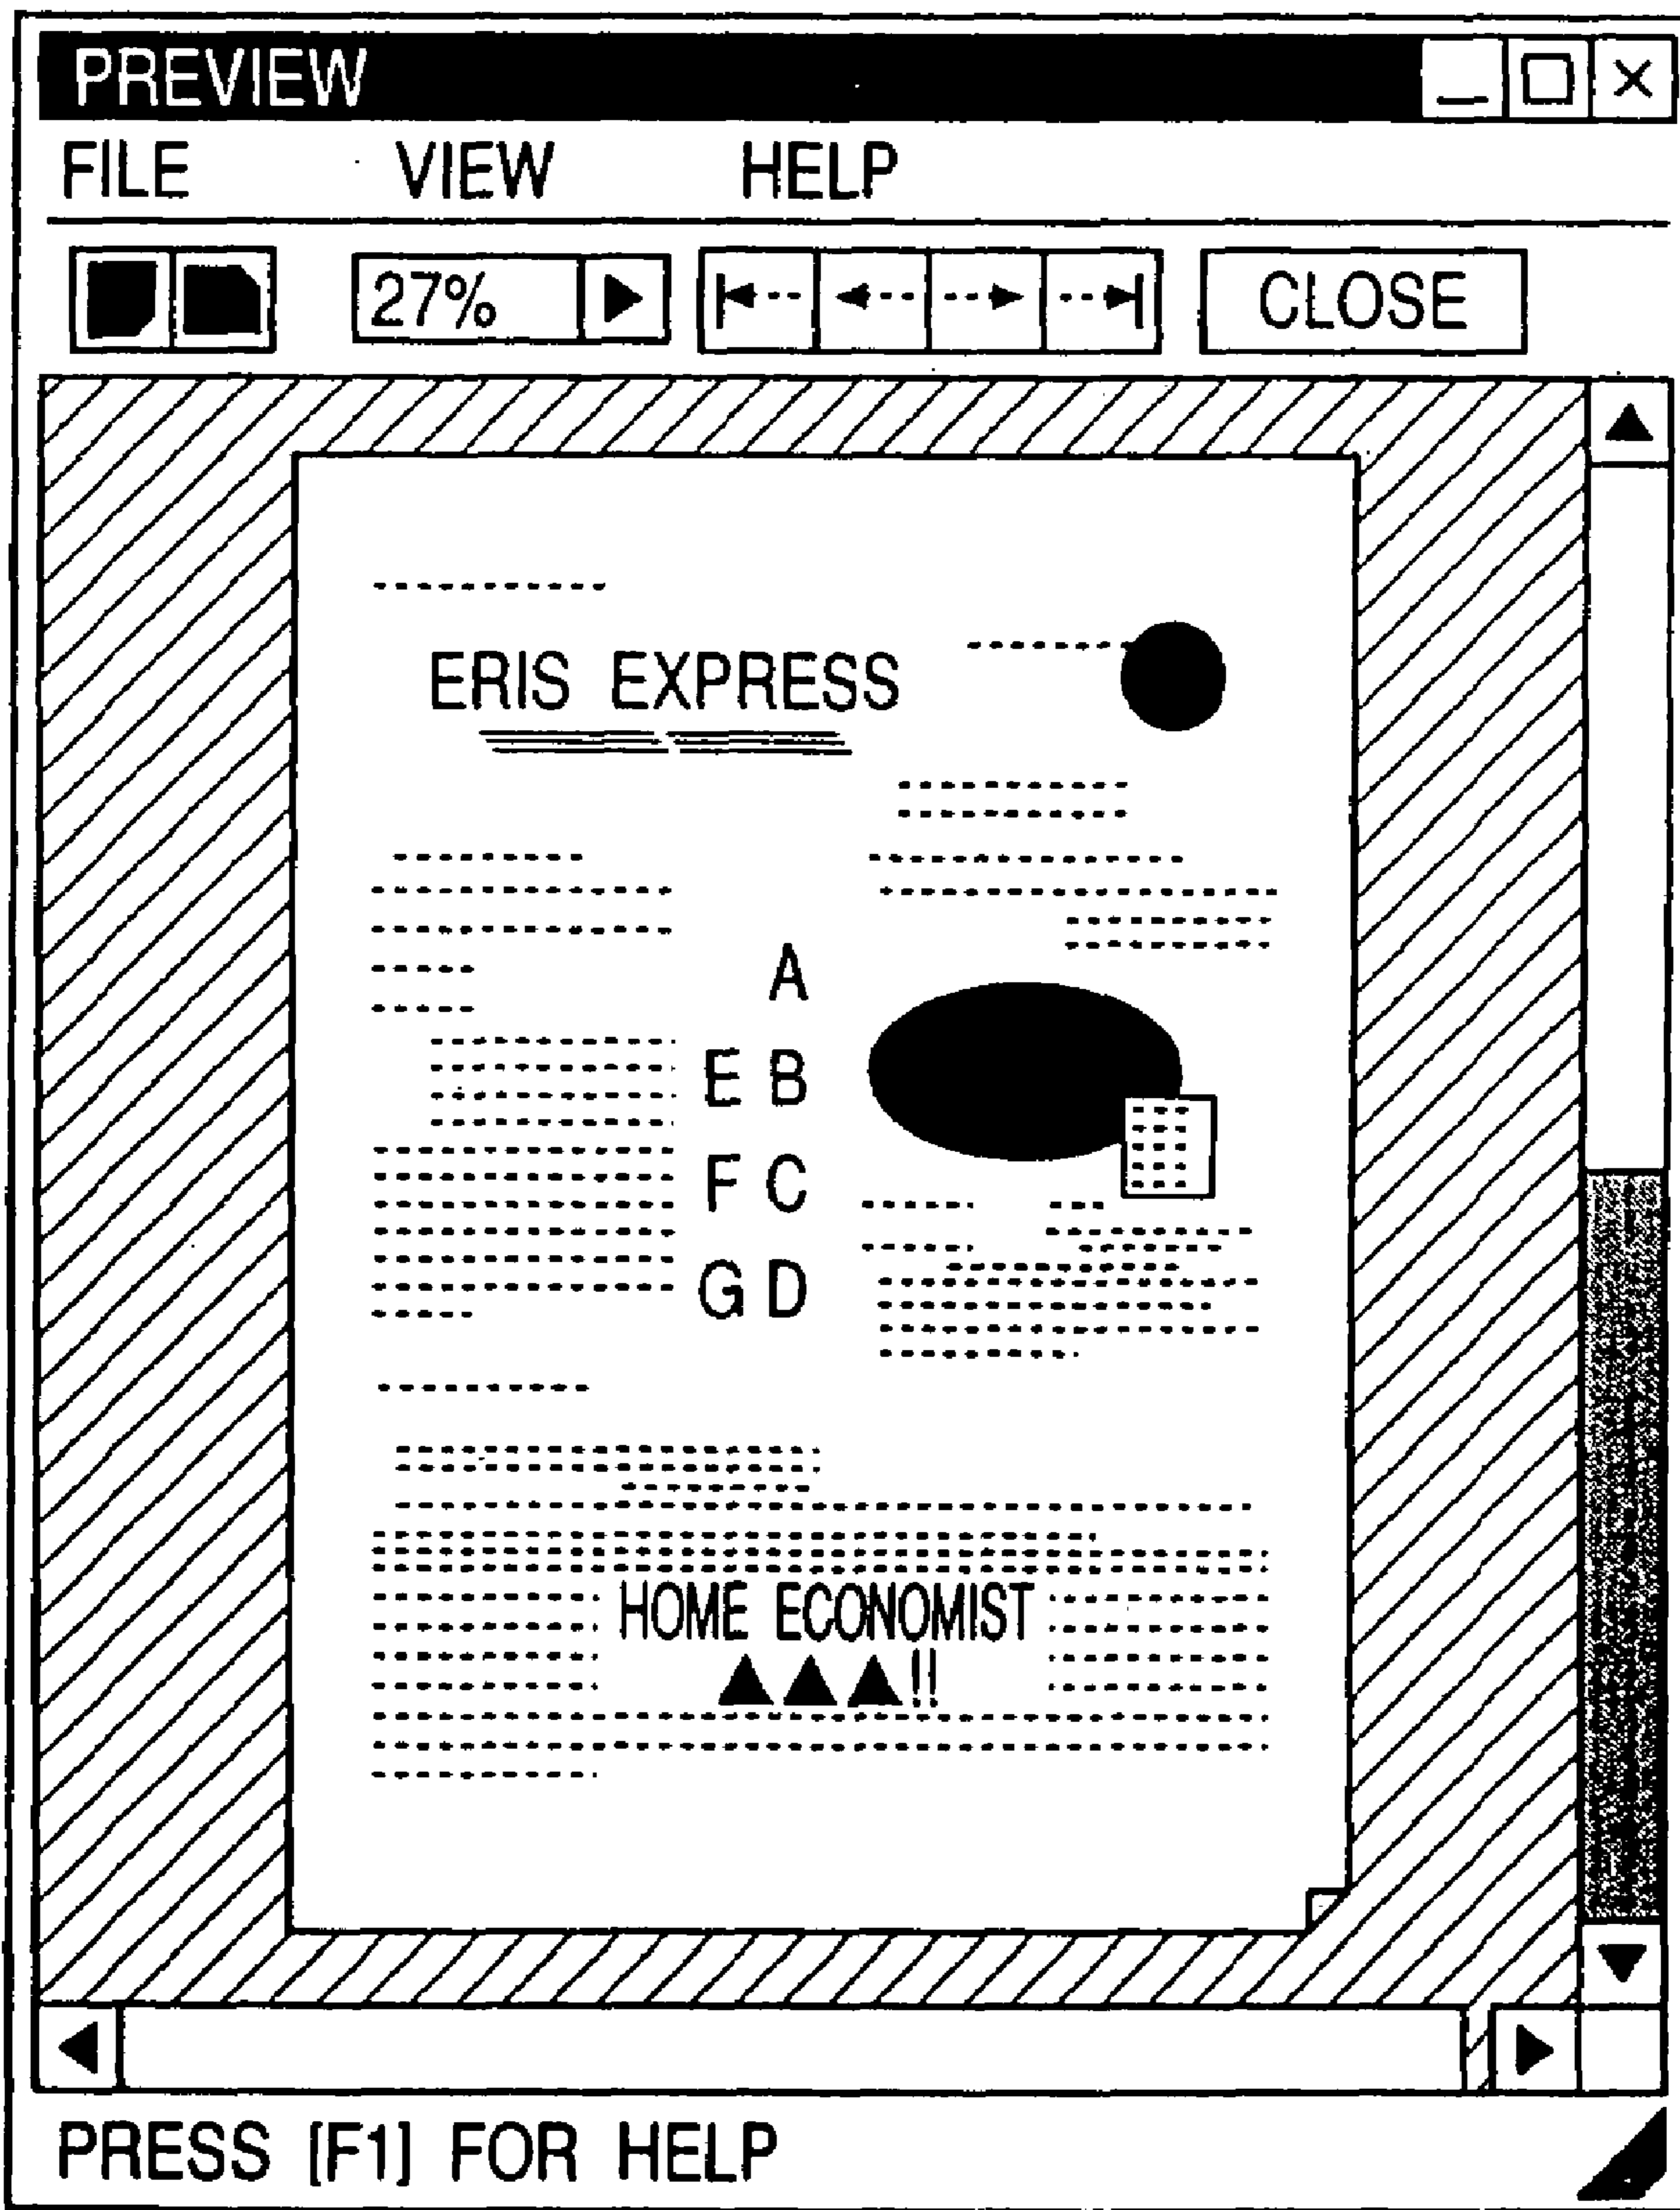 PREVIEW
FILE VIEW HELP
27% CLOSE
ERIS EXPRESS
A
E B
F C
G D
HOME ECONOMIST
▲▲▲!!
PRESS [F1] FOR HELP